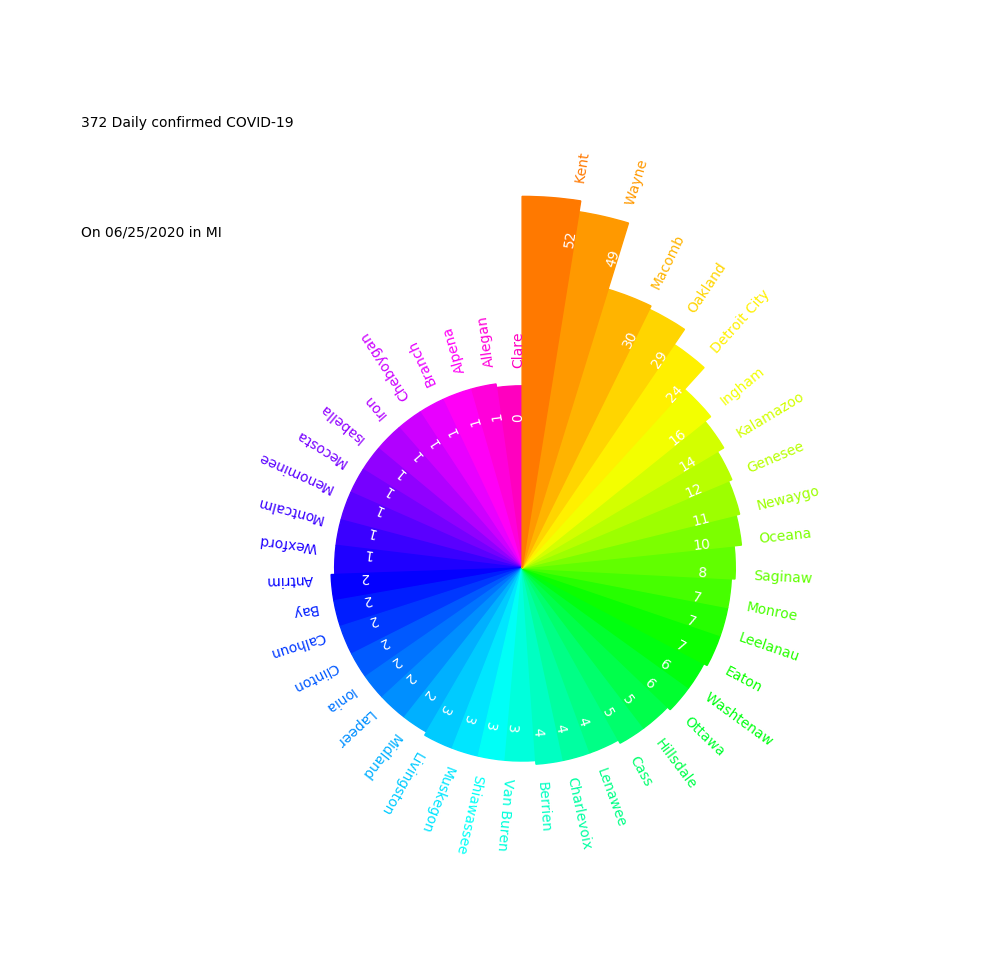 372 Daily confirmed COVID-19
On 06/25/2020 in MI
Kent
52
Wayne
49
Macomb
30
Oakland
29
Detroit City
24
Ingham
16
Kalamazoo
14
Genesee
12
Newaygo
11
Oceana
10
Saginaw
8
Monroe
7
Leelanau
7
Eaton
7
Washtenaw
6
Ottawa
6
Hillsdale
5
Cass
5
Lenawee
4
Charlevoix
4
Berrien
4
Van Buren
3
Shiawassee
3
Muskegon
3
Livingston
3
Midland
2
Lapeer
2
Ionia
2
Clinton
2
Calhoun
2
Bay
2
Antrim
2
Wexford
1
Montcalm
1
Menominee
1
Mecosta
1
Isabella
1
Iron
1
Cheboygan
1
Branch
1
Alpena
1
Allegan
1
Clare
0